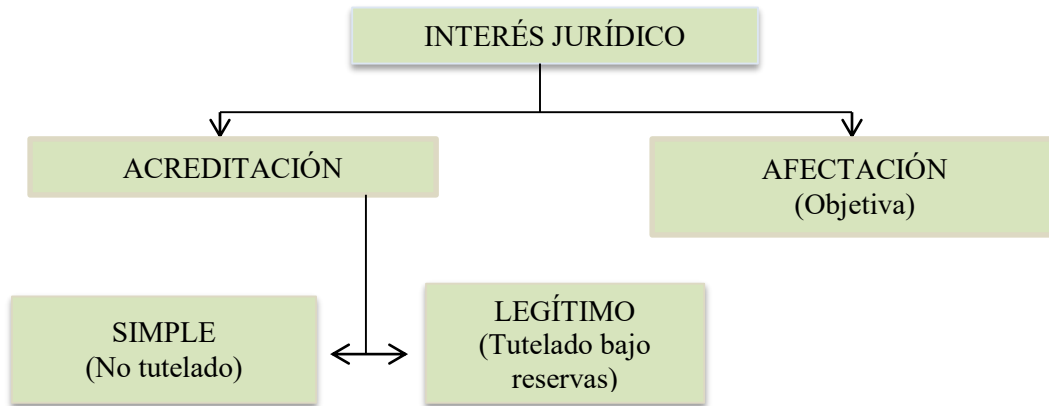 INTERÉS JURÍDICO
ACREDITACIÓN
AFECTACIÓN
(Objetiva)
SIMPLE
(No tutelado)
LEGÍTIMO
(Tutelado bajo
reservas)